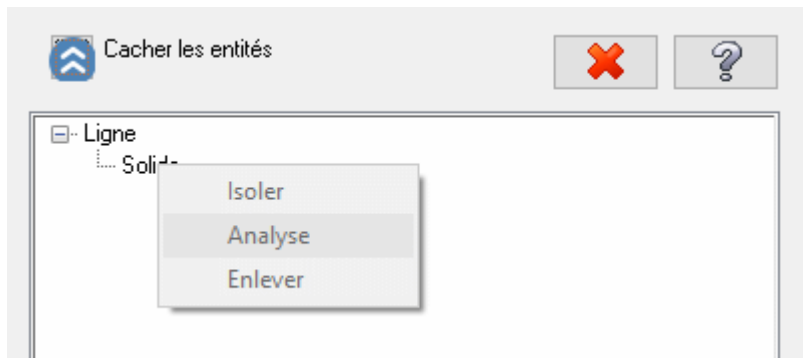 Cacher les entités
Ligne
Isoler
Analyse
Enlever